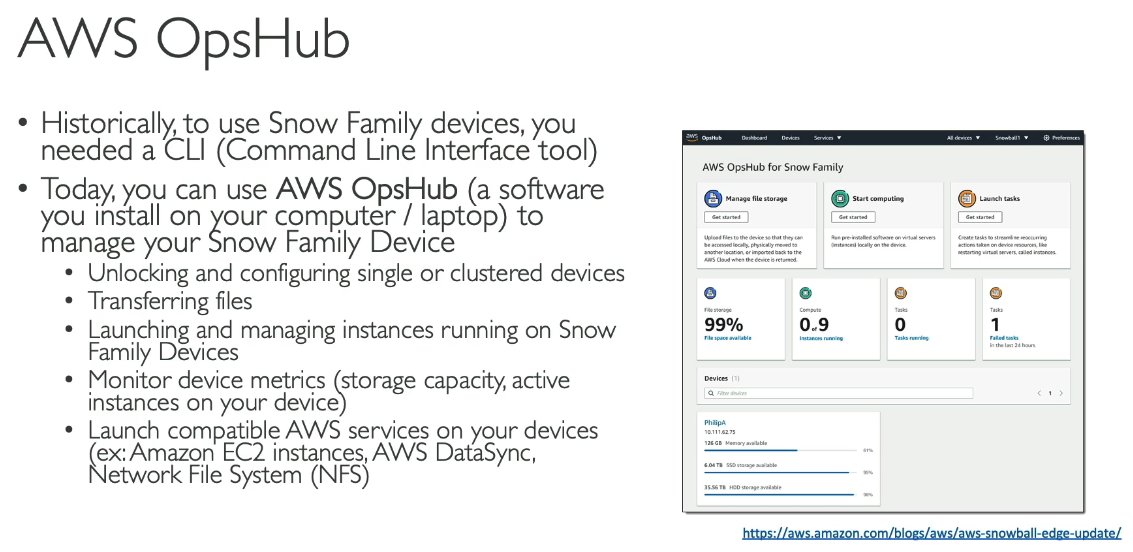 AWS OpsHub
• Historically, to use Snow Family devices, you
needed a CLI (Command Line Interface tool)
• Today, you can use AWS OpsHub (a software
you install on your computer / laptop) to
manage your Snow Family Device
• Unlocking and configuring single or clustered devices
• Transferring files
• Launching and managing instances running on Snow
Family Devices
• Monitor device metrics (storage capacity, active
instances on your device)
• Launch compatible AWS services on your devices
(ex: Amazon EC2 instances, AWS DataSync,
Network File System (NFS)
aws OpsHub Dashboard Devices Services ▼ All devices ▼ Snowball1 ▼ Preferences
AWS OpsHub for Snow Family
Manage file storage
Get started
Upload files to the device so that they can
be accessed locally, physically moved to
another location, or imported back to the
AWS Cloud when the device is returned.
Start computing
Get started
Run pre-installed software on virtual servers
(instances) locally on the device.
Launch tasks
Get started
Create tasks to streamline reoccurring
actions taken on device resources, like
restarting virtual servers, called instances.
File storage
99%
File space available
Compute
0 of 9
Instances running
Tasks
0
Tasks running
Tasks
1
Failed tasks
in the last 24 hours
Devices (1)
Filter devices
< 1 >
PhilipA
10.111.62.75
126 GB Memory available
61%
6.04 TB SSD storage available
95%
35.56 TB HDD storage available
98%
https://aws.amazon.com/blogs/aws/aws-snowball-edge-update/